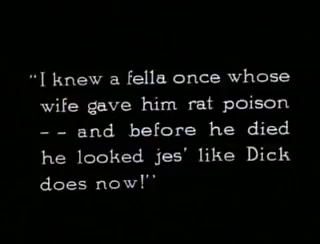 "I knew a fella once whose
wife gave him rat poison
-- and before he died
he looked jes' like Dick
does now!"